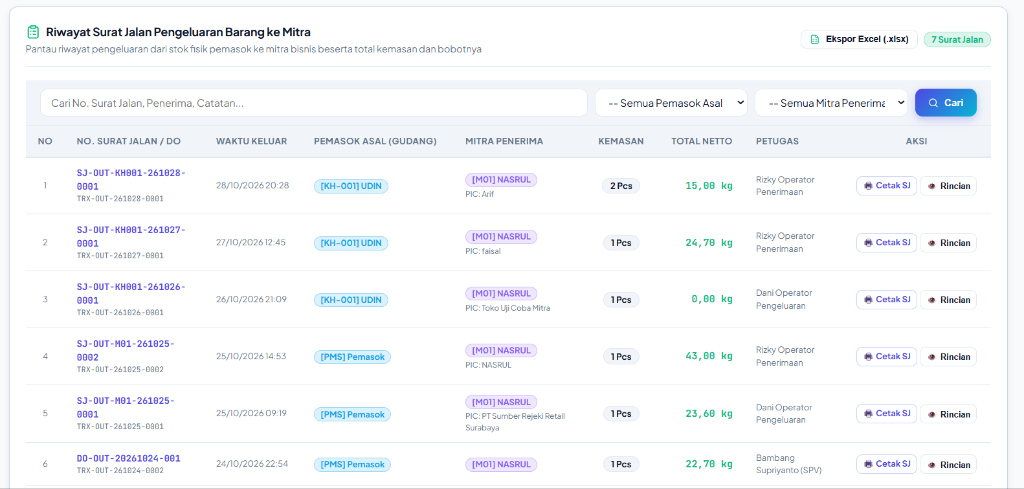 Riwayat Surat Jalan Pengeluaran Barang ke Mitra
Pantau riwayat pengeluaran dari stok fisik pemasok ke mitra bisnis beserta total kemasan dan bobotnya
Ekspor Excel (.xlsx)
7 Surat Jalan
Cari No. Surat Jalan, Penerima, Catatan...
-- Semua Pemasok Asal
-- Semua Mitra Penerima
Cari
NO
NO. SURAT JALAN / DO
WAKTU KELUAR
PEMASOK ASAL (GUDANG)
MITRA PENERIMA
KEMASAN
TOTAL NETTO
PETUGAS
AKSI
1
SJ-OUT-KH001-261028-
0001
TRX-OUT-261028-0001
28/10/2026 20:28
[KH-001] UDIN
[M01] NASRUL
PIC: Arif
2 Pcs
15,00 kg
Rizky Operator
Penerimaan
Cetak SJ
Rincian
2
SJ-OUT-KH001-261027-
0001
TRX-OUT-261027-0001
27/10/2026 12:45
[KH-001] UDIN
[M01] NASRUL
PIC: faisal
1 Pcs
24,70 kg
Rizky Operator
Penerimaan
Cetak SJ
Rincian
3
SJ-OUT-KH001-261026-
0001
TRX-OUT-261026-0001
26/10/2026 21:09
[KH-001] UDIN
[M01] NASRUL
PIC: Toko Uji Coba Mitra
1 Pcs
0,00 kg
Dani Operator
Pengeluaran
Cetak SJ
Rincian
4
SJ-OUT-M01-261025-
0002
TRX-OUT-261025-0002
25/10/2026 14:53
[PMS] Pemasok
[M01] NASRUL
PIC: NASRUL
1 Pcs
43,00 kg
Rizky Operator
Penerimaan
Cetak SJ
Rincian
5
SJ-OUT-M01-261025-
0001
TRX-OUT-261025-0001
25/10/2026 09:19
[PMS] Pemasok
[M01] NASRUL
PIC: PT Sumber Rejeki Retail
Surabaya
1 Pcs
23,60 kg
Dani Operator
Pengeluaran
Cetak SJ
Rincian
6
DO-OUT-20261024-001
TRX-OUT-261024-0002
24/10/2026 22:54
[PMS] Pemasok
[M01] NASRUL
1 Pcs
22,70 kg
Bambang
Supriyanto (SPV)
Cetak SJ
Rincian